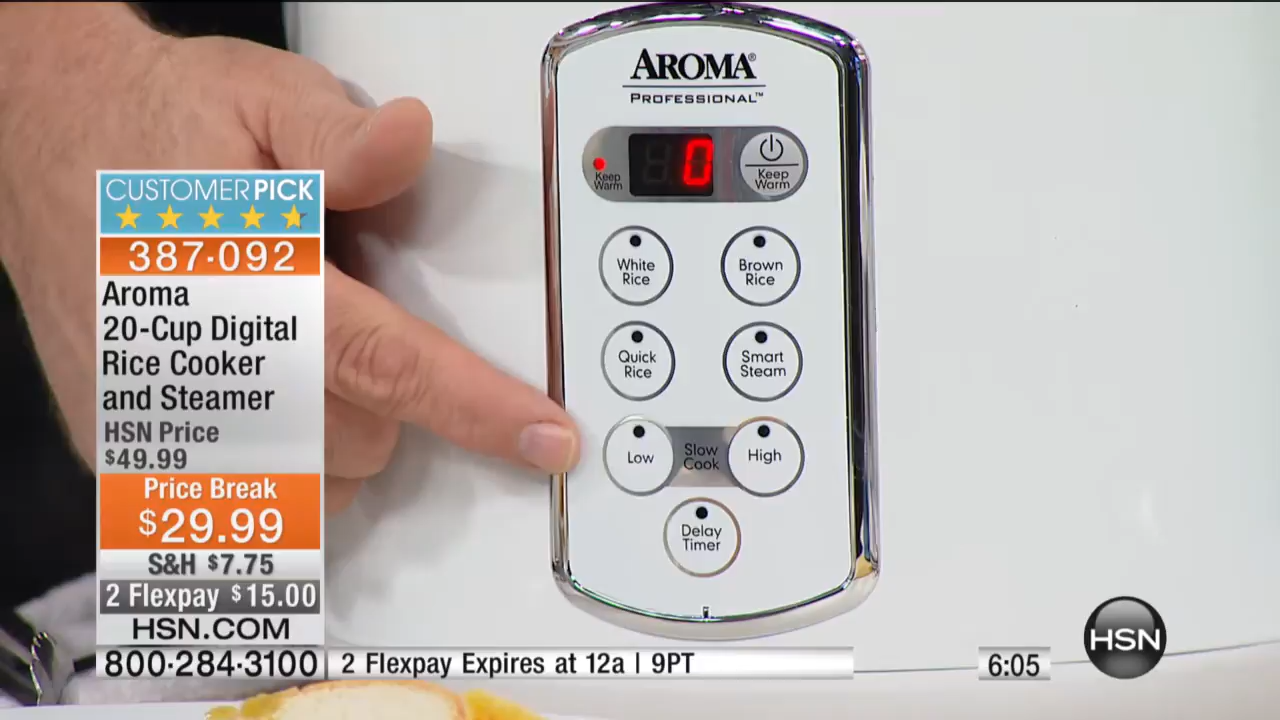 CUSTOMER PICK
387·092
Aroma
20-Cup Digital
Rice Cooker
and Steamer
HSN Price
$49.99
Price Break
$29.99
S&H $7.75
2 Flexpay $15.00
HSN.COM
800·284·3100
2 Flexpay Expires at 12a | 9PT
6:05
HSN
AROMA®
PROFESSIONAL™
Keep
Warm
0
Keep
Warm
White
Rice
Brown
Rice
Quick
Rice
Smart
Steam
Low
Slow
Cook
High
Delay
Timer